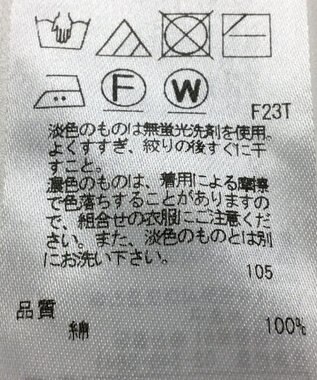 F
W
F23T
淡色のものは無蛍光洗剤を使用。
よくすすぎ、絞りの後すぐに干
すこと。
濃色のものは、着用による摩擦
で色落ちすることがありますの
で、組合せの衣服にご注意くだ
さい。また、淡色のものとは別
にお洗い下さい。
105
品質
綿 100%